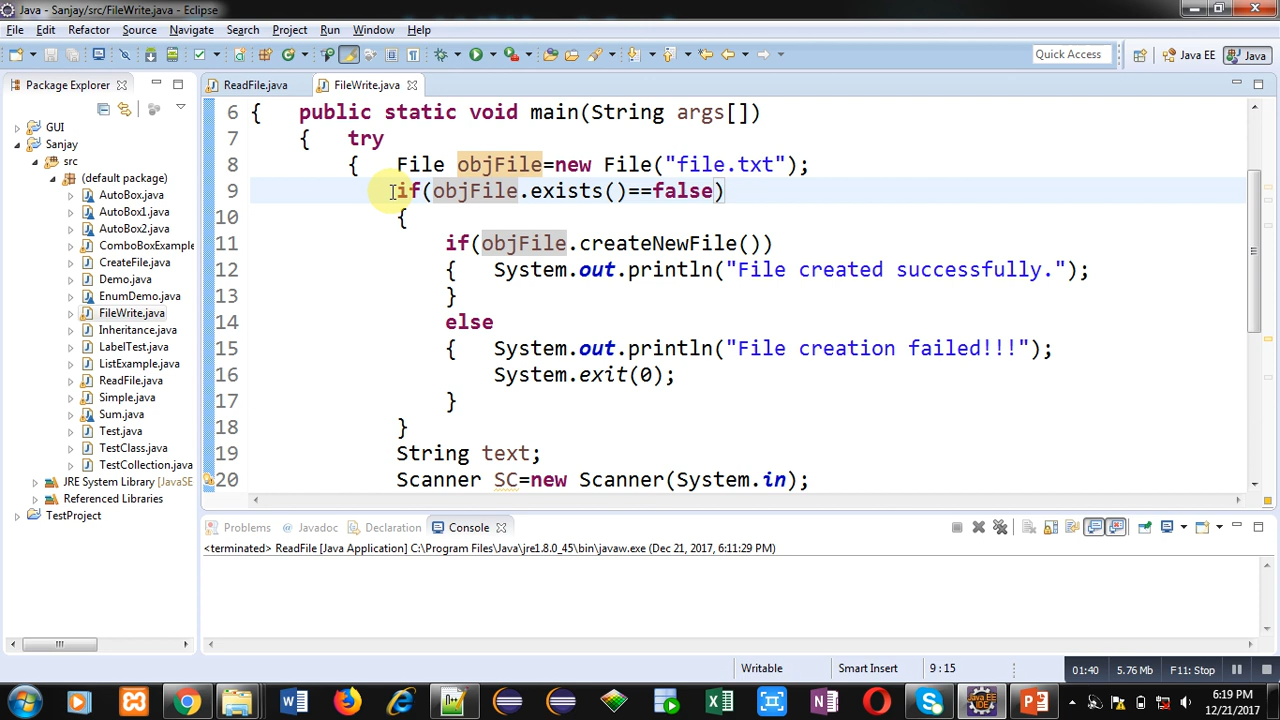 Java - Sanjay/src/FileWrite.java - Eclipse
File Edit Refactor Source Navigate Search Project Run Window Help
Quick Access Java EE Java
Package Explorer
ReadFile.java FileWrite.java
GUI
Sanjay
src
(default package)
AutoBox.java
AutoBox1.java
AutoBox2.java
ComboBoxExample
CreateFile.java
Demo.java
EnumDemo.java
FileWrite.java
Inheritance.java
LabelTest.java
ListExample.java
ReadFile.java
Simple.java
Sum.java
Test.java
TestClass.java
TestCollection.java
JRE System Library [JavaSE
Referenced Libraries
TestProject
6 { public static void main(String args[])
7 { try
8 { File objFile=new File("file.txt");
9 if(objFile.exists()==false)
10 {
11 if(objFile.createNewFile())
12 { System.out.println("File created successfully.");
13 }
14 else
15 { System.out.println("File creation failed!!!");
16 System.exit(0);
17 }
18 }
19 String text;
20 Scanner SC=new Scanner(System.in);
Problems Javadoc Declaration Console
<terminated> ReadFile [Java Application] C:\Program Files\Java\jre1.8.0_45\bin\javaw.exe (Dec 21, 2017, 6:11:29 PM)
Writable Smart Insert 9 : 15 01:40 5.76 Mb F11: Stop
6:19 PM
12/21/2017